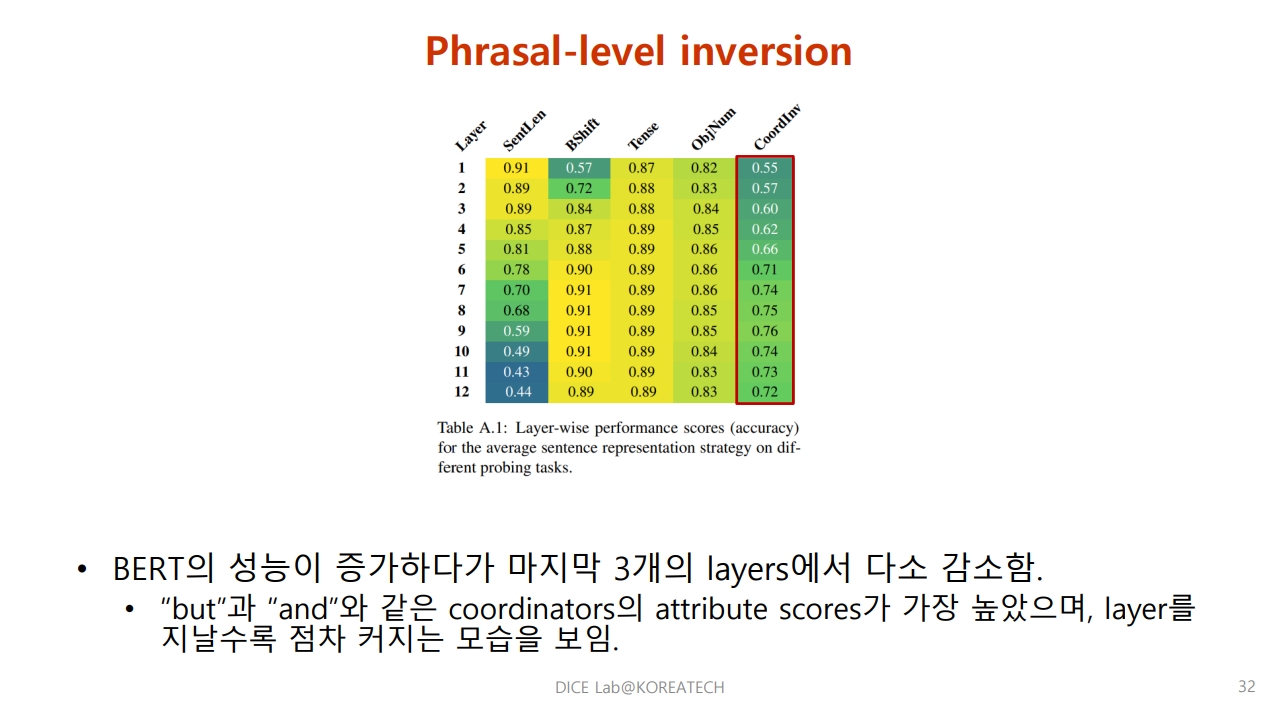 Phrasal-level inversion
Layer SentLen BShift Tense ObjNum CoordInv
1 0.91 0.57 0.87 0.82 0.55
2 0.89 0.72 0.88 0.83 0.57
3 0.89 0.84 0.88 0.84 0.60
4 0.85 0.87 0.89 0.85 0.62
5 0.81 0.88 0.89 0.86 0.66
6 0.78 0.90 0.89 0.86 0.71
7 0.70 0.91 0.89 0.86 0.74
8 0.68 0.91 0.89 0.85 0.75
9 0.59 0.91 0.89 0.85 0.76
10 0.49 0.91 0.89 0.84 0.74
11 0.43 0.90 0.89 0.83 0.73
12 0.44 0.89 0.89 0.83 0.72
Table A.1: Layer-wise performance scores (accuracy)
for the average sentence representation strategy on dif-
ferent probing tasks.
• BERT의 성능이 증가하다가 마지막 3개의 layers에서 다소 감소함.
• “but”과 “and”와 같은 coordinators의 attribute scores가 가장 높았으며, layer를
지날수록 점차 커지는 모습을 보임.
DICE Lab@KOREATECH
32